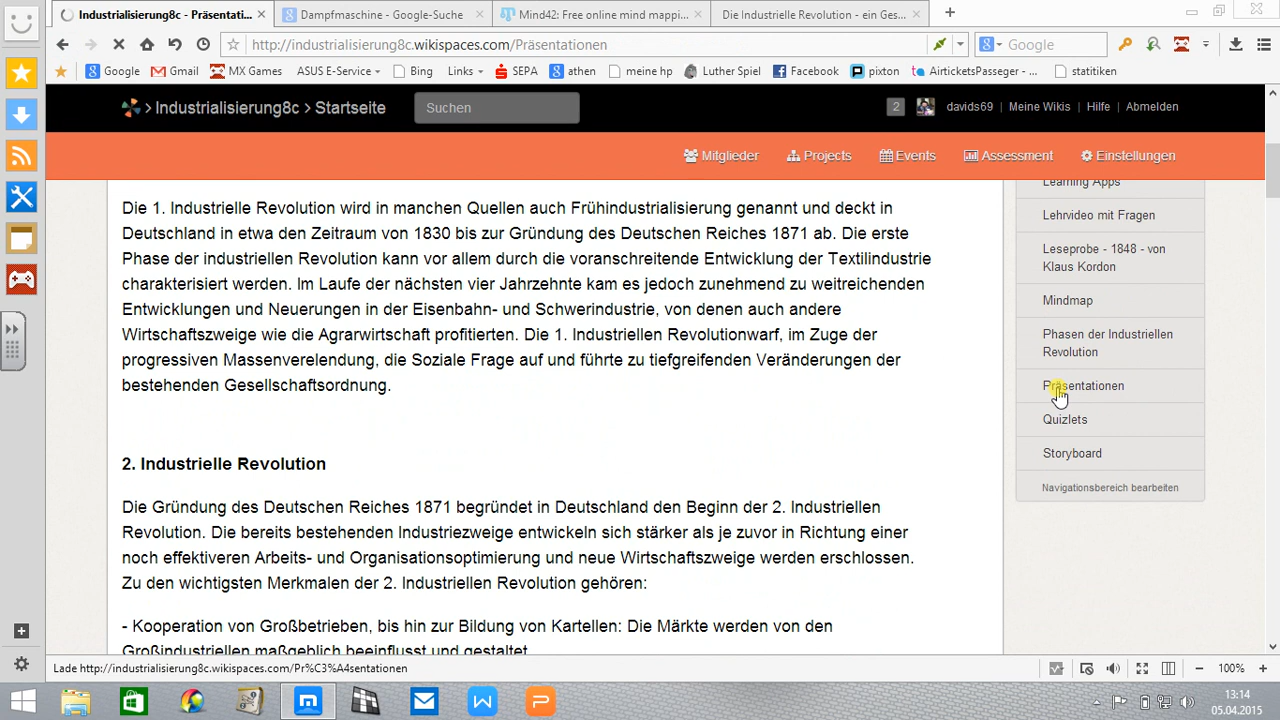 Industrialisierung8c - Präsentati...
Dampfmaschine - Google-Suche
Mind42: Free online mind mappi...
Die Industrielle Revolution - ein Ges...
http://industrialisierung8c.wikispaces.com/Präsentationen
Google
Google
Gmail
MX Games
ASUS E-Service
Bing
Links
SEPA
athen
meine hp
Luther Spiel
Facebook
pixton
AirticketsPasseger - ...
statitiken
> Industrialisierung8c > Startseite
Suchen
2
davids69
Meine Wikis
Hilfe
Abmelden
Mitglieder
Projects
Events
Assessment
Einstellungen
Die 1. Industrielle Revolution wird in manchen Quellen auch Frühindustrialisierung genannt und deckt in
Deutschland in etwa den Zeitraum von 1830 bis zur Gründung des Deutschen Reiches 1871 ab. Die erste
Phase der industriellen Revolution kann vor allem durch die voranschreitende Entwicklung der Textilindustrie
charakterisiert werden. Im Laufe der nächsten vier Jahrzehnte kam es jedoch zunehmend zu weitreichenden
Entwicklungen und Neuerungen in der Eisenbahn- und Schwerindustrie, von denen auch andere
Wirtschaftszweige wie die Agrarwirtschaft profitierten. Die 1. Industriellen Revolutionwarf, im Zuge der
progressiven Massenverelendung, die Soziale Frage auf und führte zu tiefgreifenden Veränderungen der
bestehenden Gesellschaftsordnung.
2. Industrielle Revolution
Die Gründung des Deutschen Reiches 1871 begründet in Deutschland den Beginn der 2. Industriellen
Revolution. Die bereits bestehenden Industriezweige entwickeln sich stärker als je zuvor in Richtung einer
noch effektiveren Arbeits- und Organisationsoptimierung und neue Wirtschaftszweige werden erschlossen.
Zu den wichtigsten Merkmalen der 2. Industriellen Revolution gehören:
- Kooperation von Großbetrieben, bis hin zur Bildung von Kartellen: Die Märkte werden von den
Großindustriellen maßgeblich beeinflusst und gestaltet
Learning Apps
Lehrvideo mit Fragen
Leseprobe - 1848 - von
Klaus Kordon
Mindmap
Phasen der Industriellen
Revolution
Präsentationen
Quizlets
Storyboard
Navigationsbereich bearbeiten
Lade http://industrialisierung8c.wikispaces.com/Pr%C3%A4sentationen
100%
13:14
05.04.2015